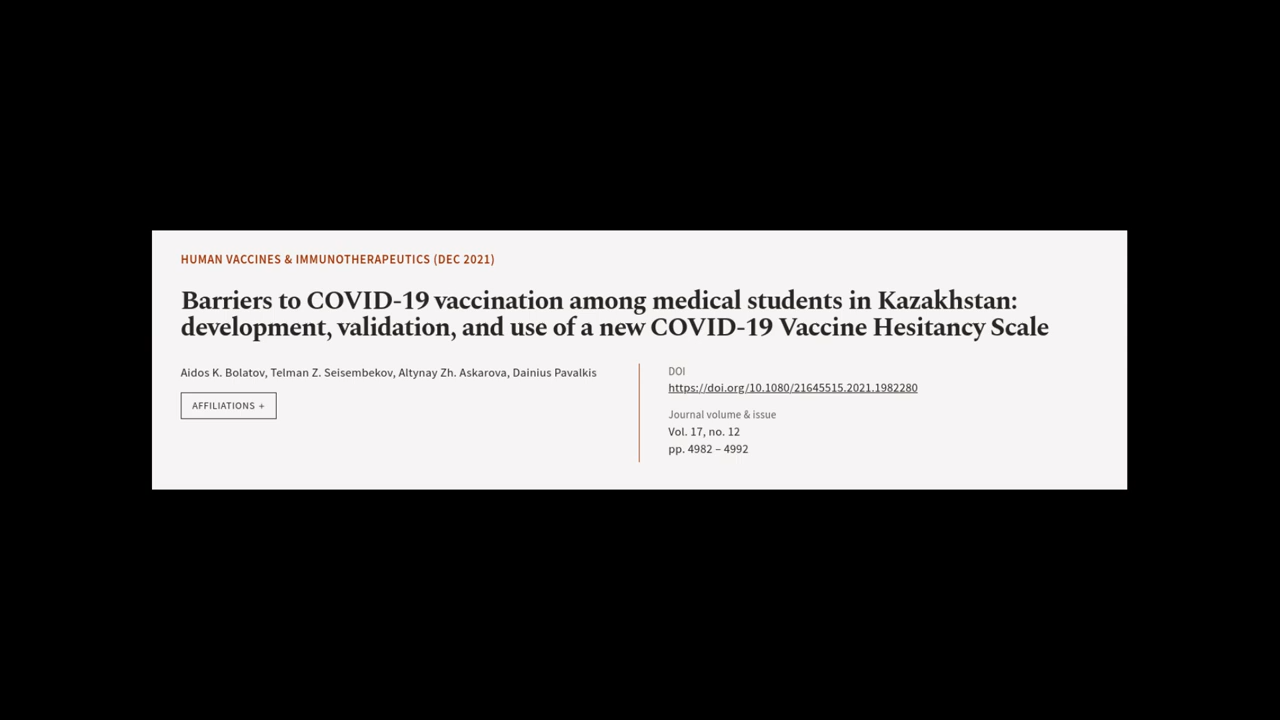 HUMAN VACCINES & IMMUNOTHERAPEUTICS (DEC 2021)
Barriers to COVID-19 vaccination among medical students in Kazakhstan:
development, validation, and use of a new COVID-19 Vaccine Hesitancy Scale
Aidos K. Bolatov, Telman Z. Seisembekov, Altynay Zh. Askarova, Dainius Pavalkis
AFFILIATIONS +
DOI
https://doi.org/10.1080/21645515.2021.1982280
Journal volume & issue
Vol. 17, no. 12
pp. 4982 – 4992